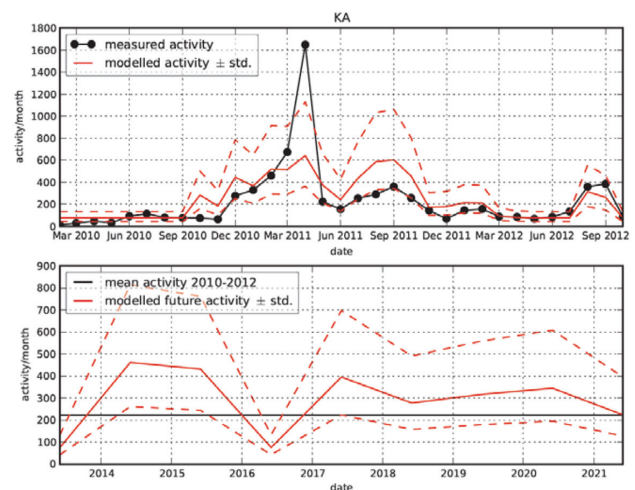 KA
1800
1600
1400
1200
1000
800
600
400
200
0
activity/month
measured activity
modelled activity ± std.
Mar 2010 Jun 2010 Sep 2010 Dec 2010 Mar 2011 Jun 2011 Sep 2011 Dec 2011 Mar 2012 Jun 2012 Sep 2012
date
900
800
700
600
500
400
300
200
100
0
activity/month
mean activity 2010-2012
modelled future activity ± std.
2014 2015 2016 2017 2018 2019 2020 2021
date